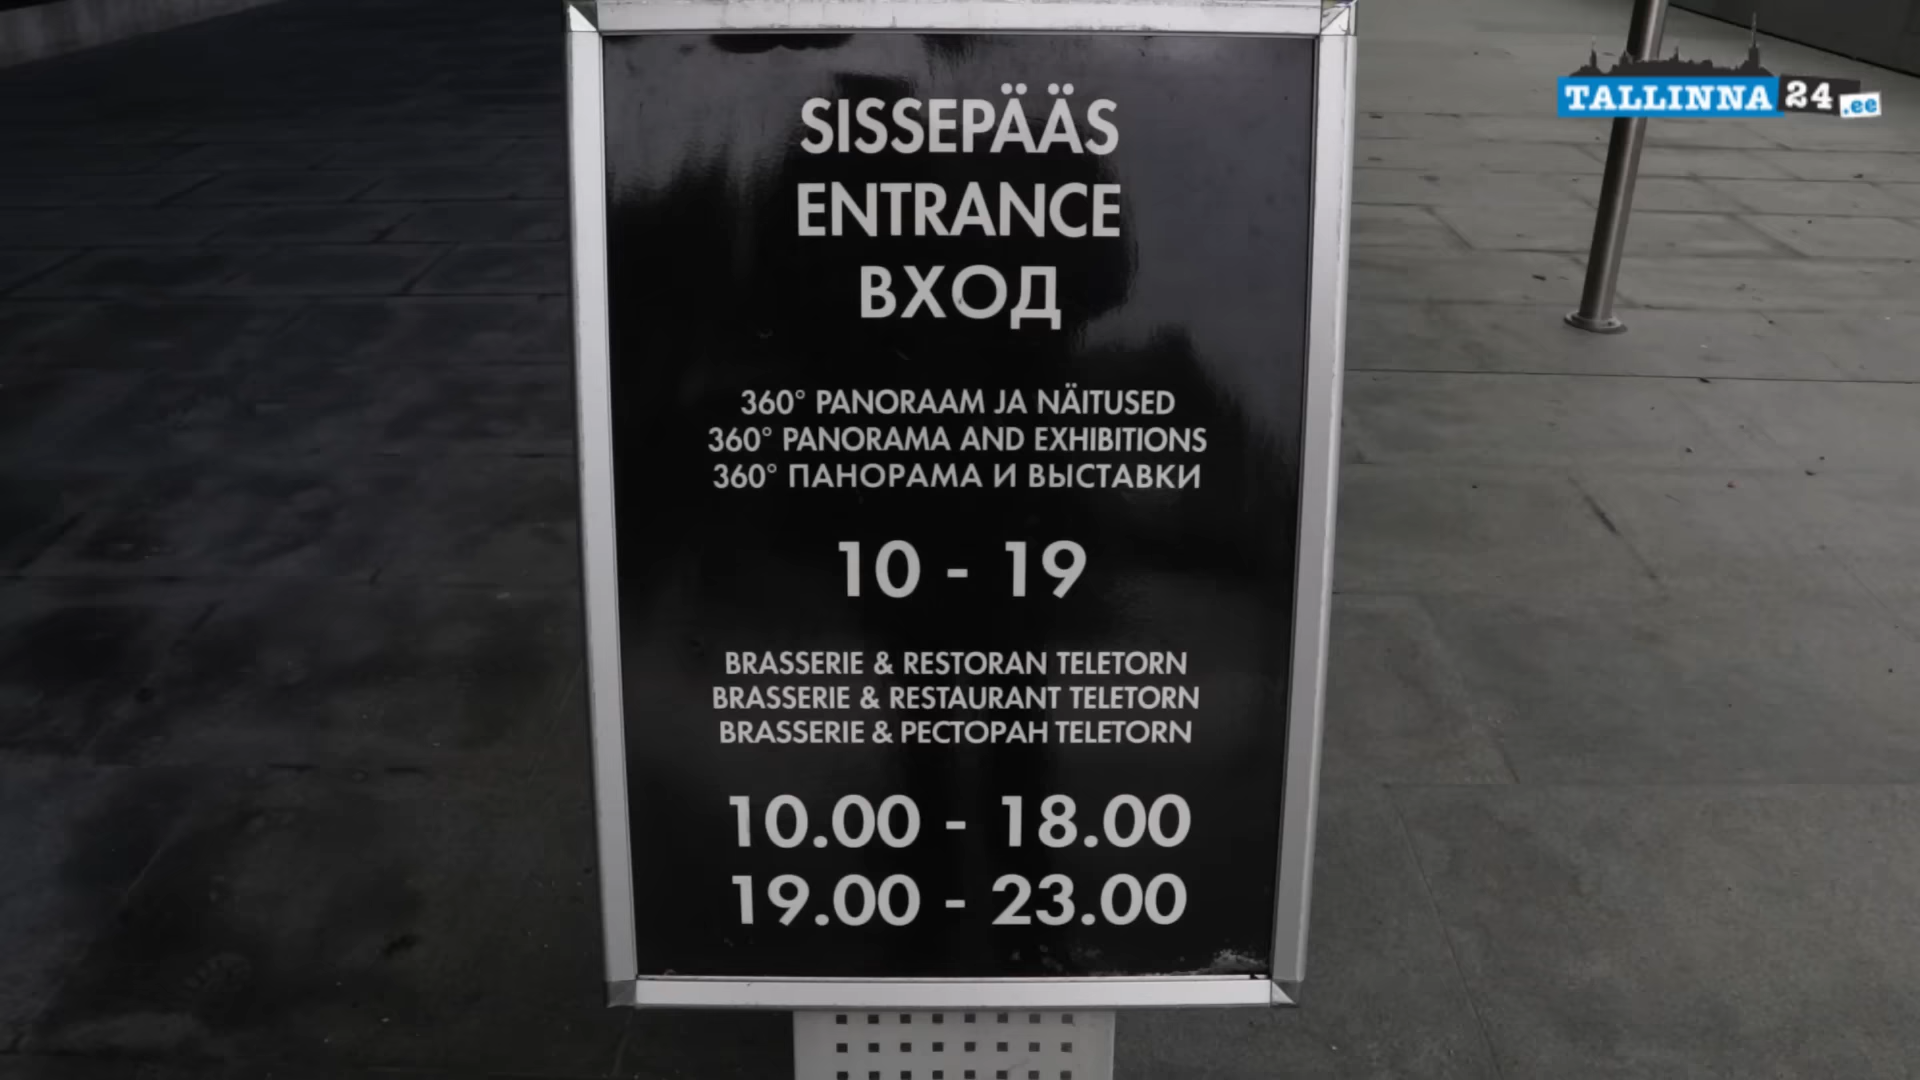 TALLINNA 24 .ee
SISSEPÄÄS
ENTRANCE
ВХОД
360° PANORAAM JA NÄITUSED
360° PANORAMA AND EXHIBITIONS
360° ПАНОРАМА И ВЫСТАВКИ
10 - 19
BRASSERIE & RESTORAN TELETORN
BRASSERIE & RESTAURANT TELETORN
BRASSERIE & РЕСТОРАН TELETORN
10.00 - 18.00
19.00 - 23.00